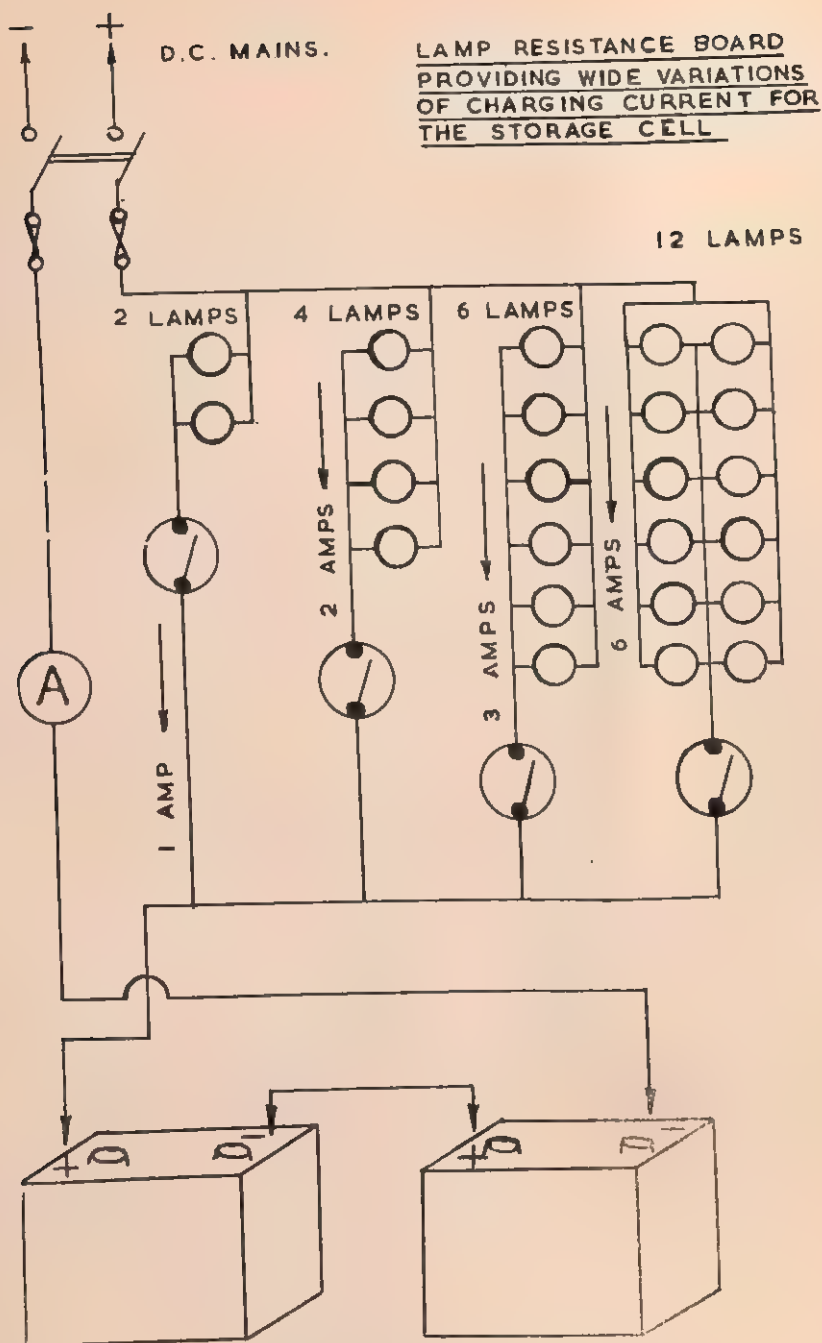 − +
D.C. MAINS.
LAMP RESISTANCE BOARD
PROVIDING WIDE VARIATIONS
OF CHARGING CURRENT FOR
THE STORAGE CELL
12 LAMPS
2 LAMPS
4 LAMPS
6 LAMPS
1 AMP
2 AMPS
3 AMPS
6 AMPS
A
+ −
+ −